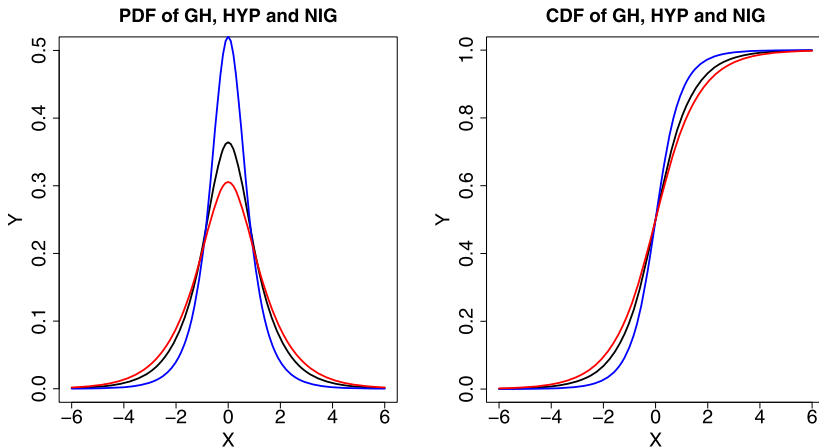 PDF of GH, HYP and NIG
Y
0.0 0.1 0.2 0.3 0.4 0.5
−6 −4 −2 0 2 4 6
X
CDF of GH, HYP and NIG
Y
0.0 0.2 0.4 0.6 0.8 1.0
−6 −4 −2 0 2 4 6
X